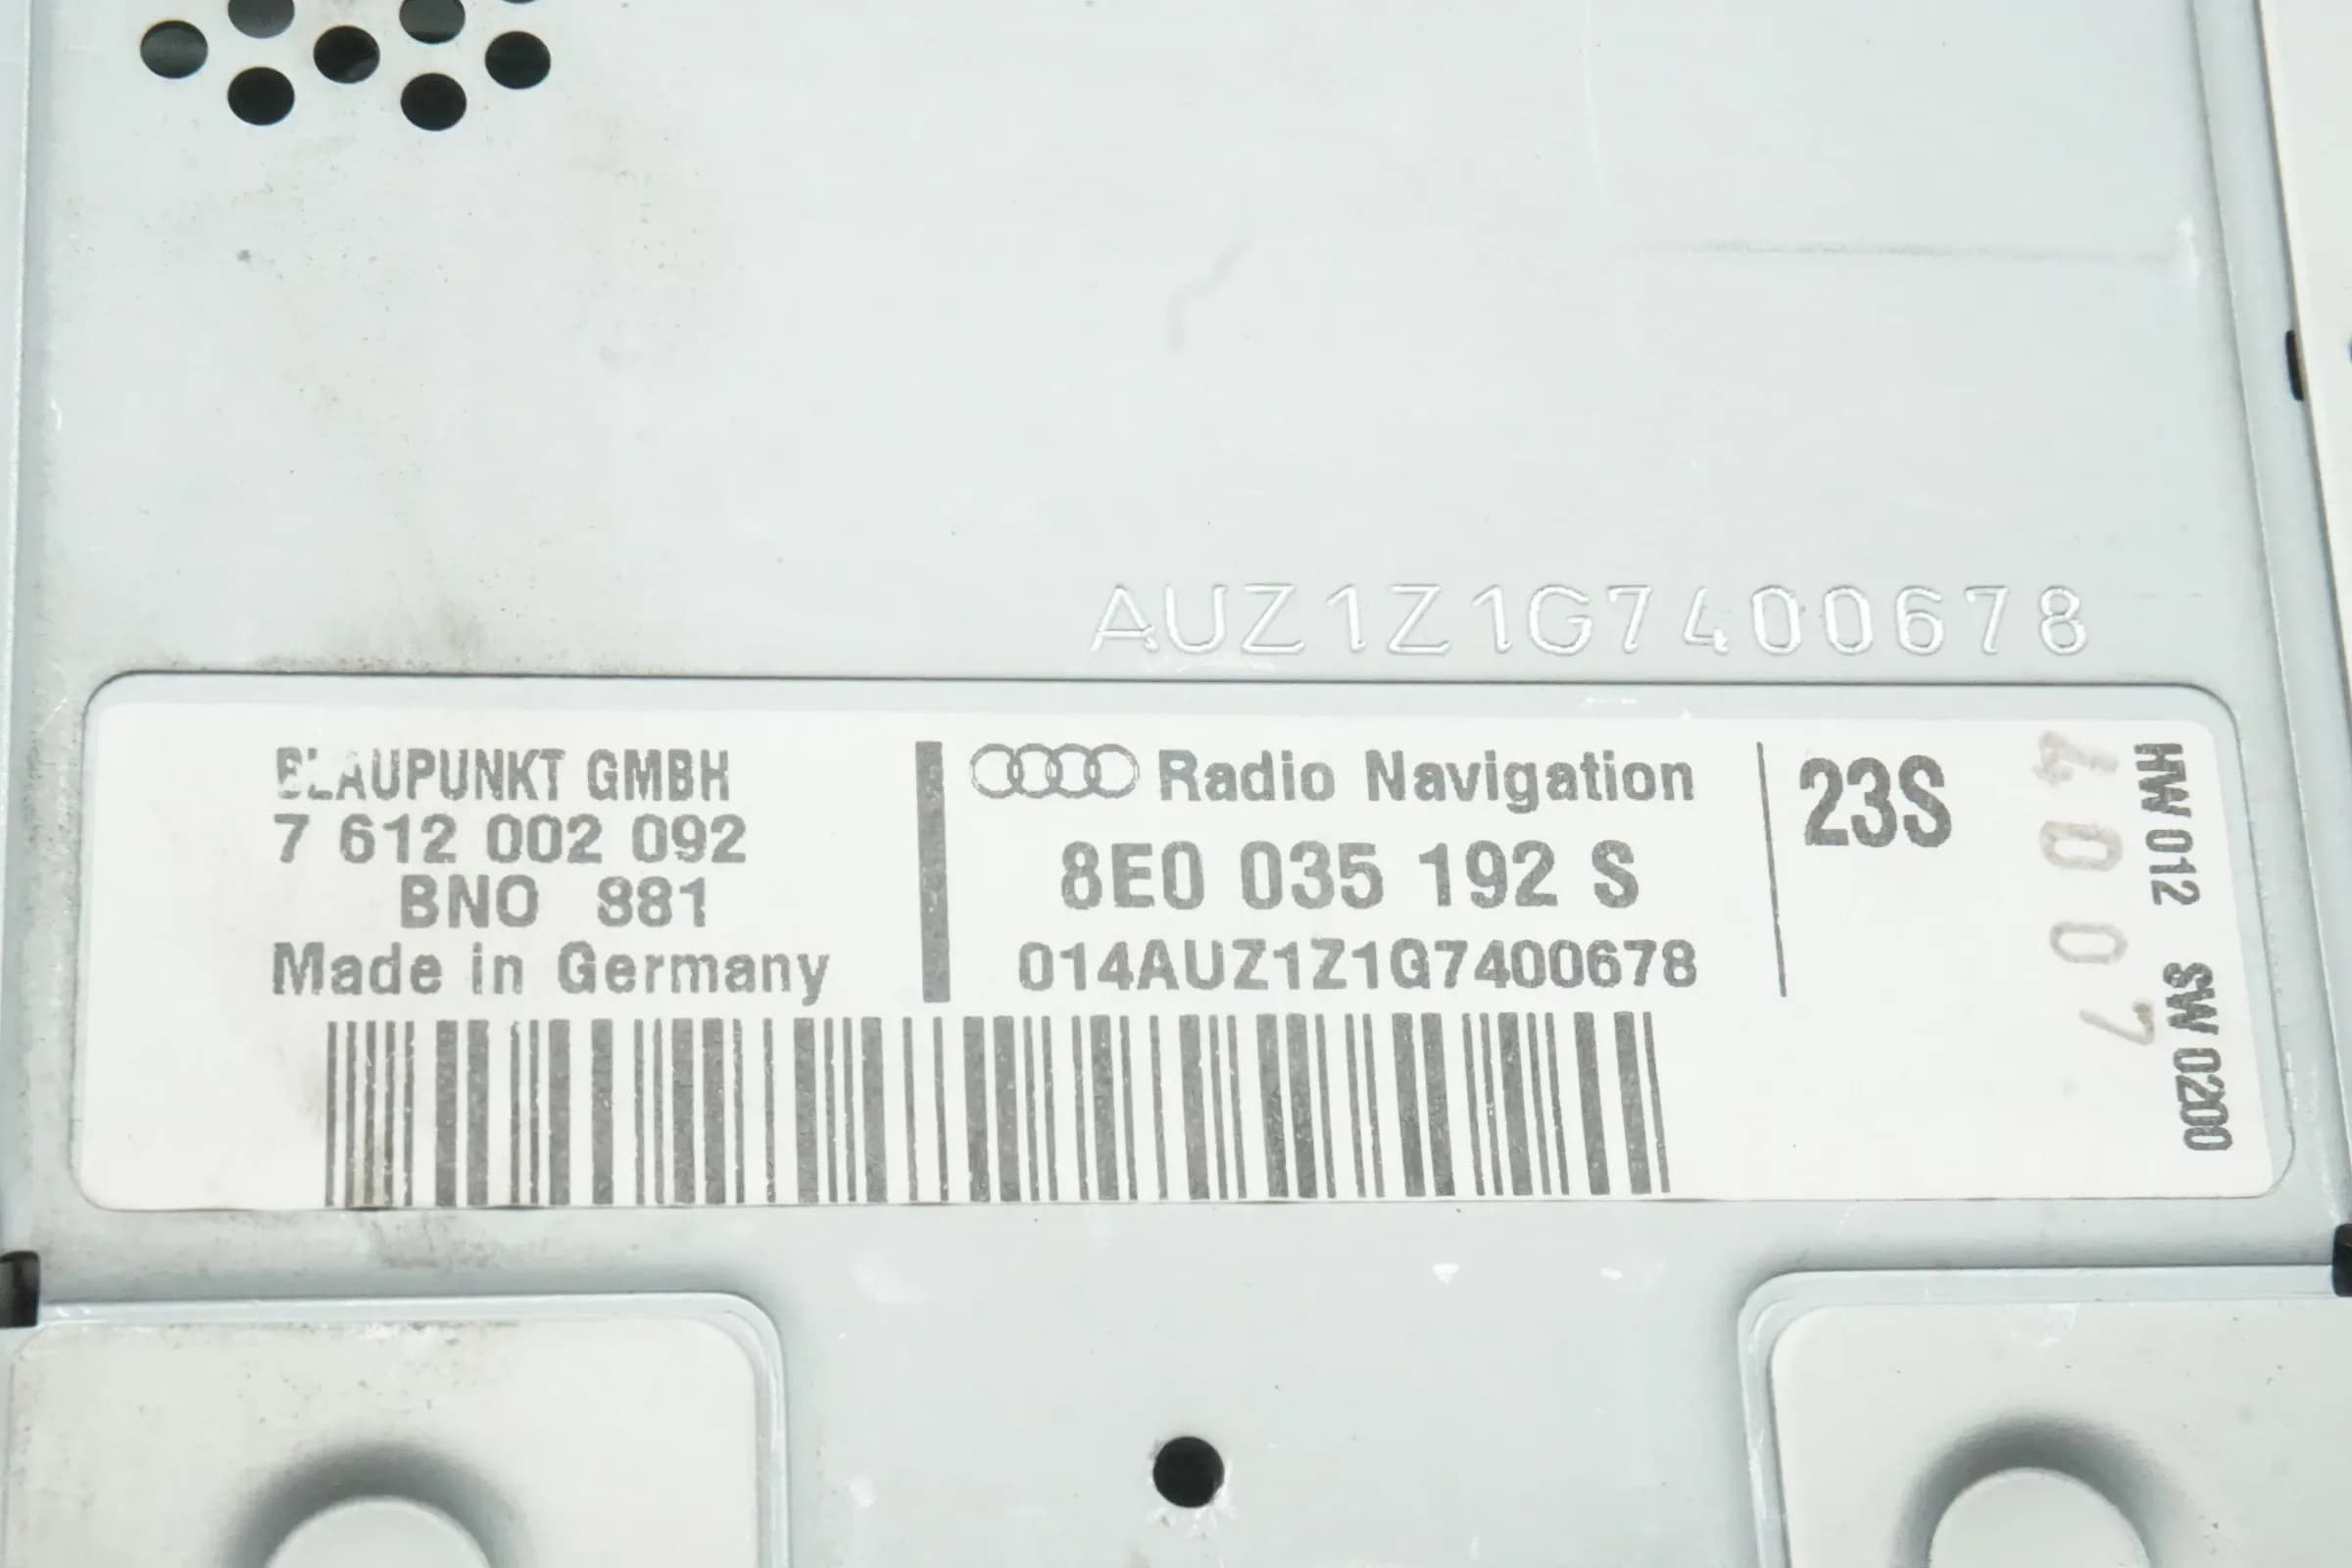 AUZ1Z1G7400678
BLAUPUNKT GMBH
7 612 002 092
BNO 881
Made in Germany
Radio Navigation
8E0 035 192 S
014AUZ1Z1G7400678
23S
4007
HW 012 SW 0200